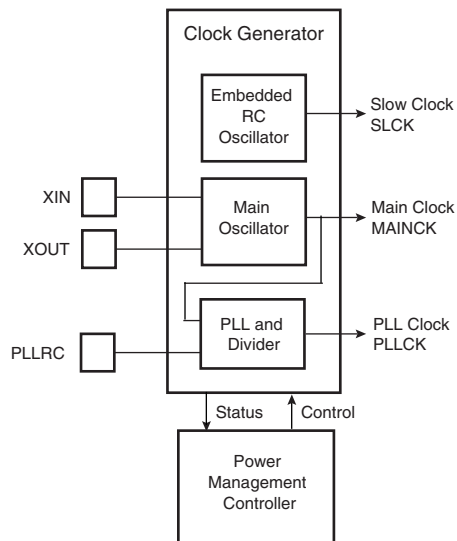 Clock Generator
Embedded
RC
Oscillator
Slow Clock
SLCK
XIN
Main
Oscillator
Main Clock
MAINCK
XOUT
PLL and
Divider
PLL Clock
PLLCK
PLLRC
Status
Control
Power
Management
Controller